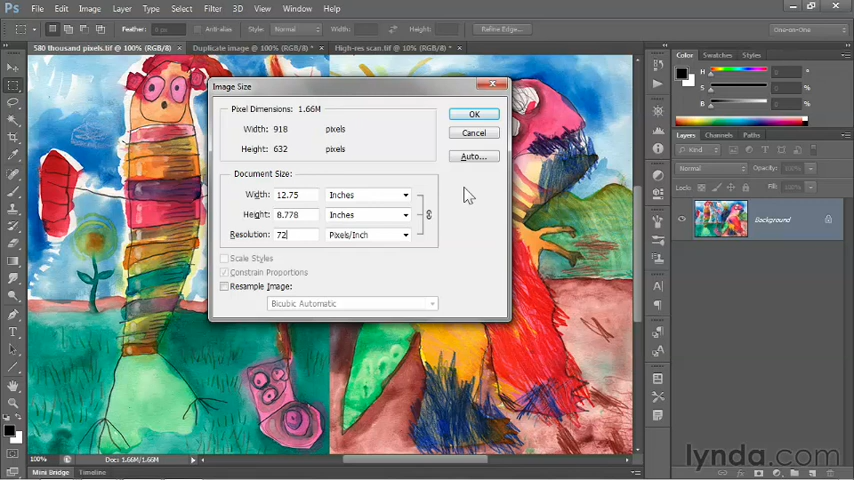 Ps File Edit Image Layer Type Select Filter 3D View Window Help
Feather: Anti-alias Style: Normal Width: Height: Refine Edge... One-on-One
580 thousand pixels.tif @ 100% (RGB/8) × Duplicate image @ 100% (RGB/8) * × High-res scan.tif @ 10% (RGB/8) * ×
Image Size
Pixel Dimensions: 1.66M
Width: 918 pixels
Height: 632 pixels
Document Size:
Width: 12.75 Inches
Height: 8.778 Inches
Resolution: 72 Pixels/Inch
Scale Styles
Constrain Proportions
Resample Image:
Bicubic Automatic
OK
Cancel
Auto...
Color Swatches Styles
H
S
B
Layers Channels Paths
Kind
Normal Opacity:
Lock: Fill:
Background
100% Docs: 1.66M/1.66M
Mini Bridge Timeline
lynda.com